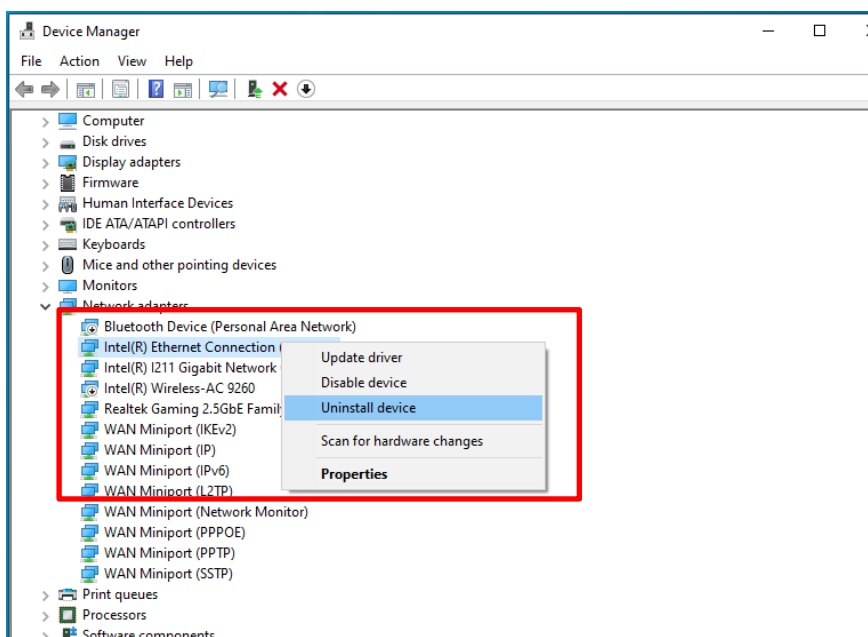 Device Manager
File Action View Help
Computer
Disk drives
Display adapters
Firmware
Human Interface Devices
IDE ATA/ATAPI controllers
Keyboards
Mice and other pointing devices
Monitors
Network adapters
Bluetooth Device (Personal Area Network)
Intel(R) Ethernet Connection
Intel(R) I211 Gigabit Network
Intel(R) Wireless-AC 9260
Realtek Gaming 2.5GbE Family
WAN Miniport (IKEv2)
WAN Miniport (IP)
WAN Miniport (IPv6)
WAN Miniport (L2TP)
WAN Miniport (Network Monitor)
WAN Miniport (PPPOE)
WAN Miniport (PPTP)
WAN Miniport (SSTP)
Print queues
Processors
Software components
Update driver
Disable device
Uninstall device
Scan for hardware changes
Properties